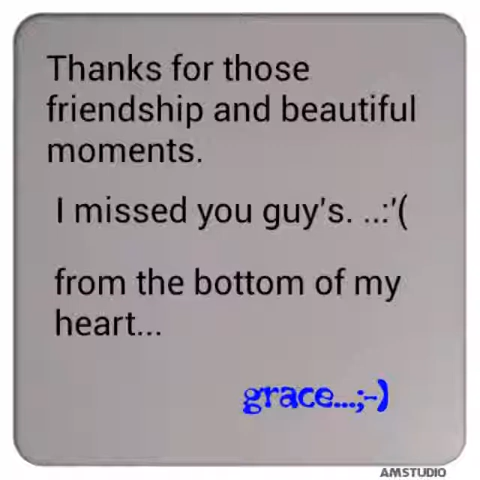 Thanks for those
friendship and beautiful
moments.
I missed you guy's. ..:'(
from the bottom of my
heart...
grace...;-)
AMSTUDIO